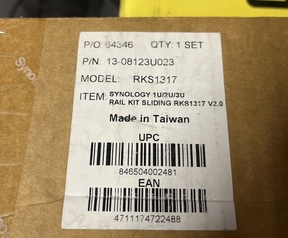 P/O: 64346 QTY: 1 SET
P/N: 13-08123U023
MODEL: RKS1317
ITEM: SYNOLOGY 1U/2U/3U
RAIL KIT SLIDING RKS1317 V2.0
Made in Taiwan
UPC
846504002481
EAN
4711174722488